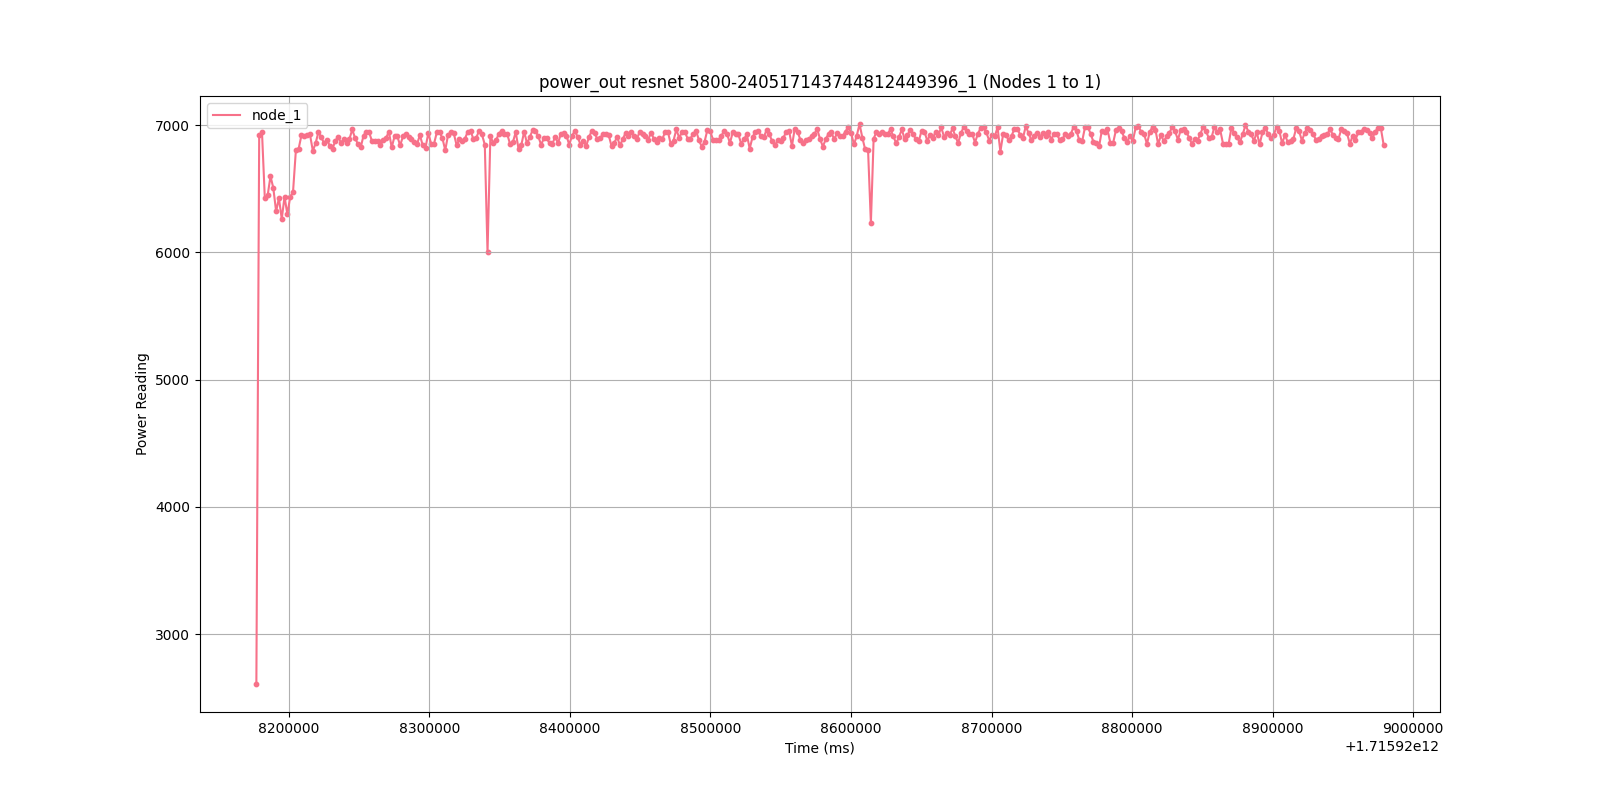 power_out resnet 5800-240517143744812449396_1 (Nodes 1 to 1)
node_1
7000
6000
5000
4000
3000
Power Reading
8200000 8300000 8400000 8500000 8600000 8700000 8800000 8900000 9000000
Time (ms)
+1.71592e12